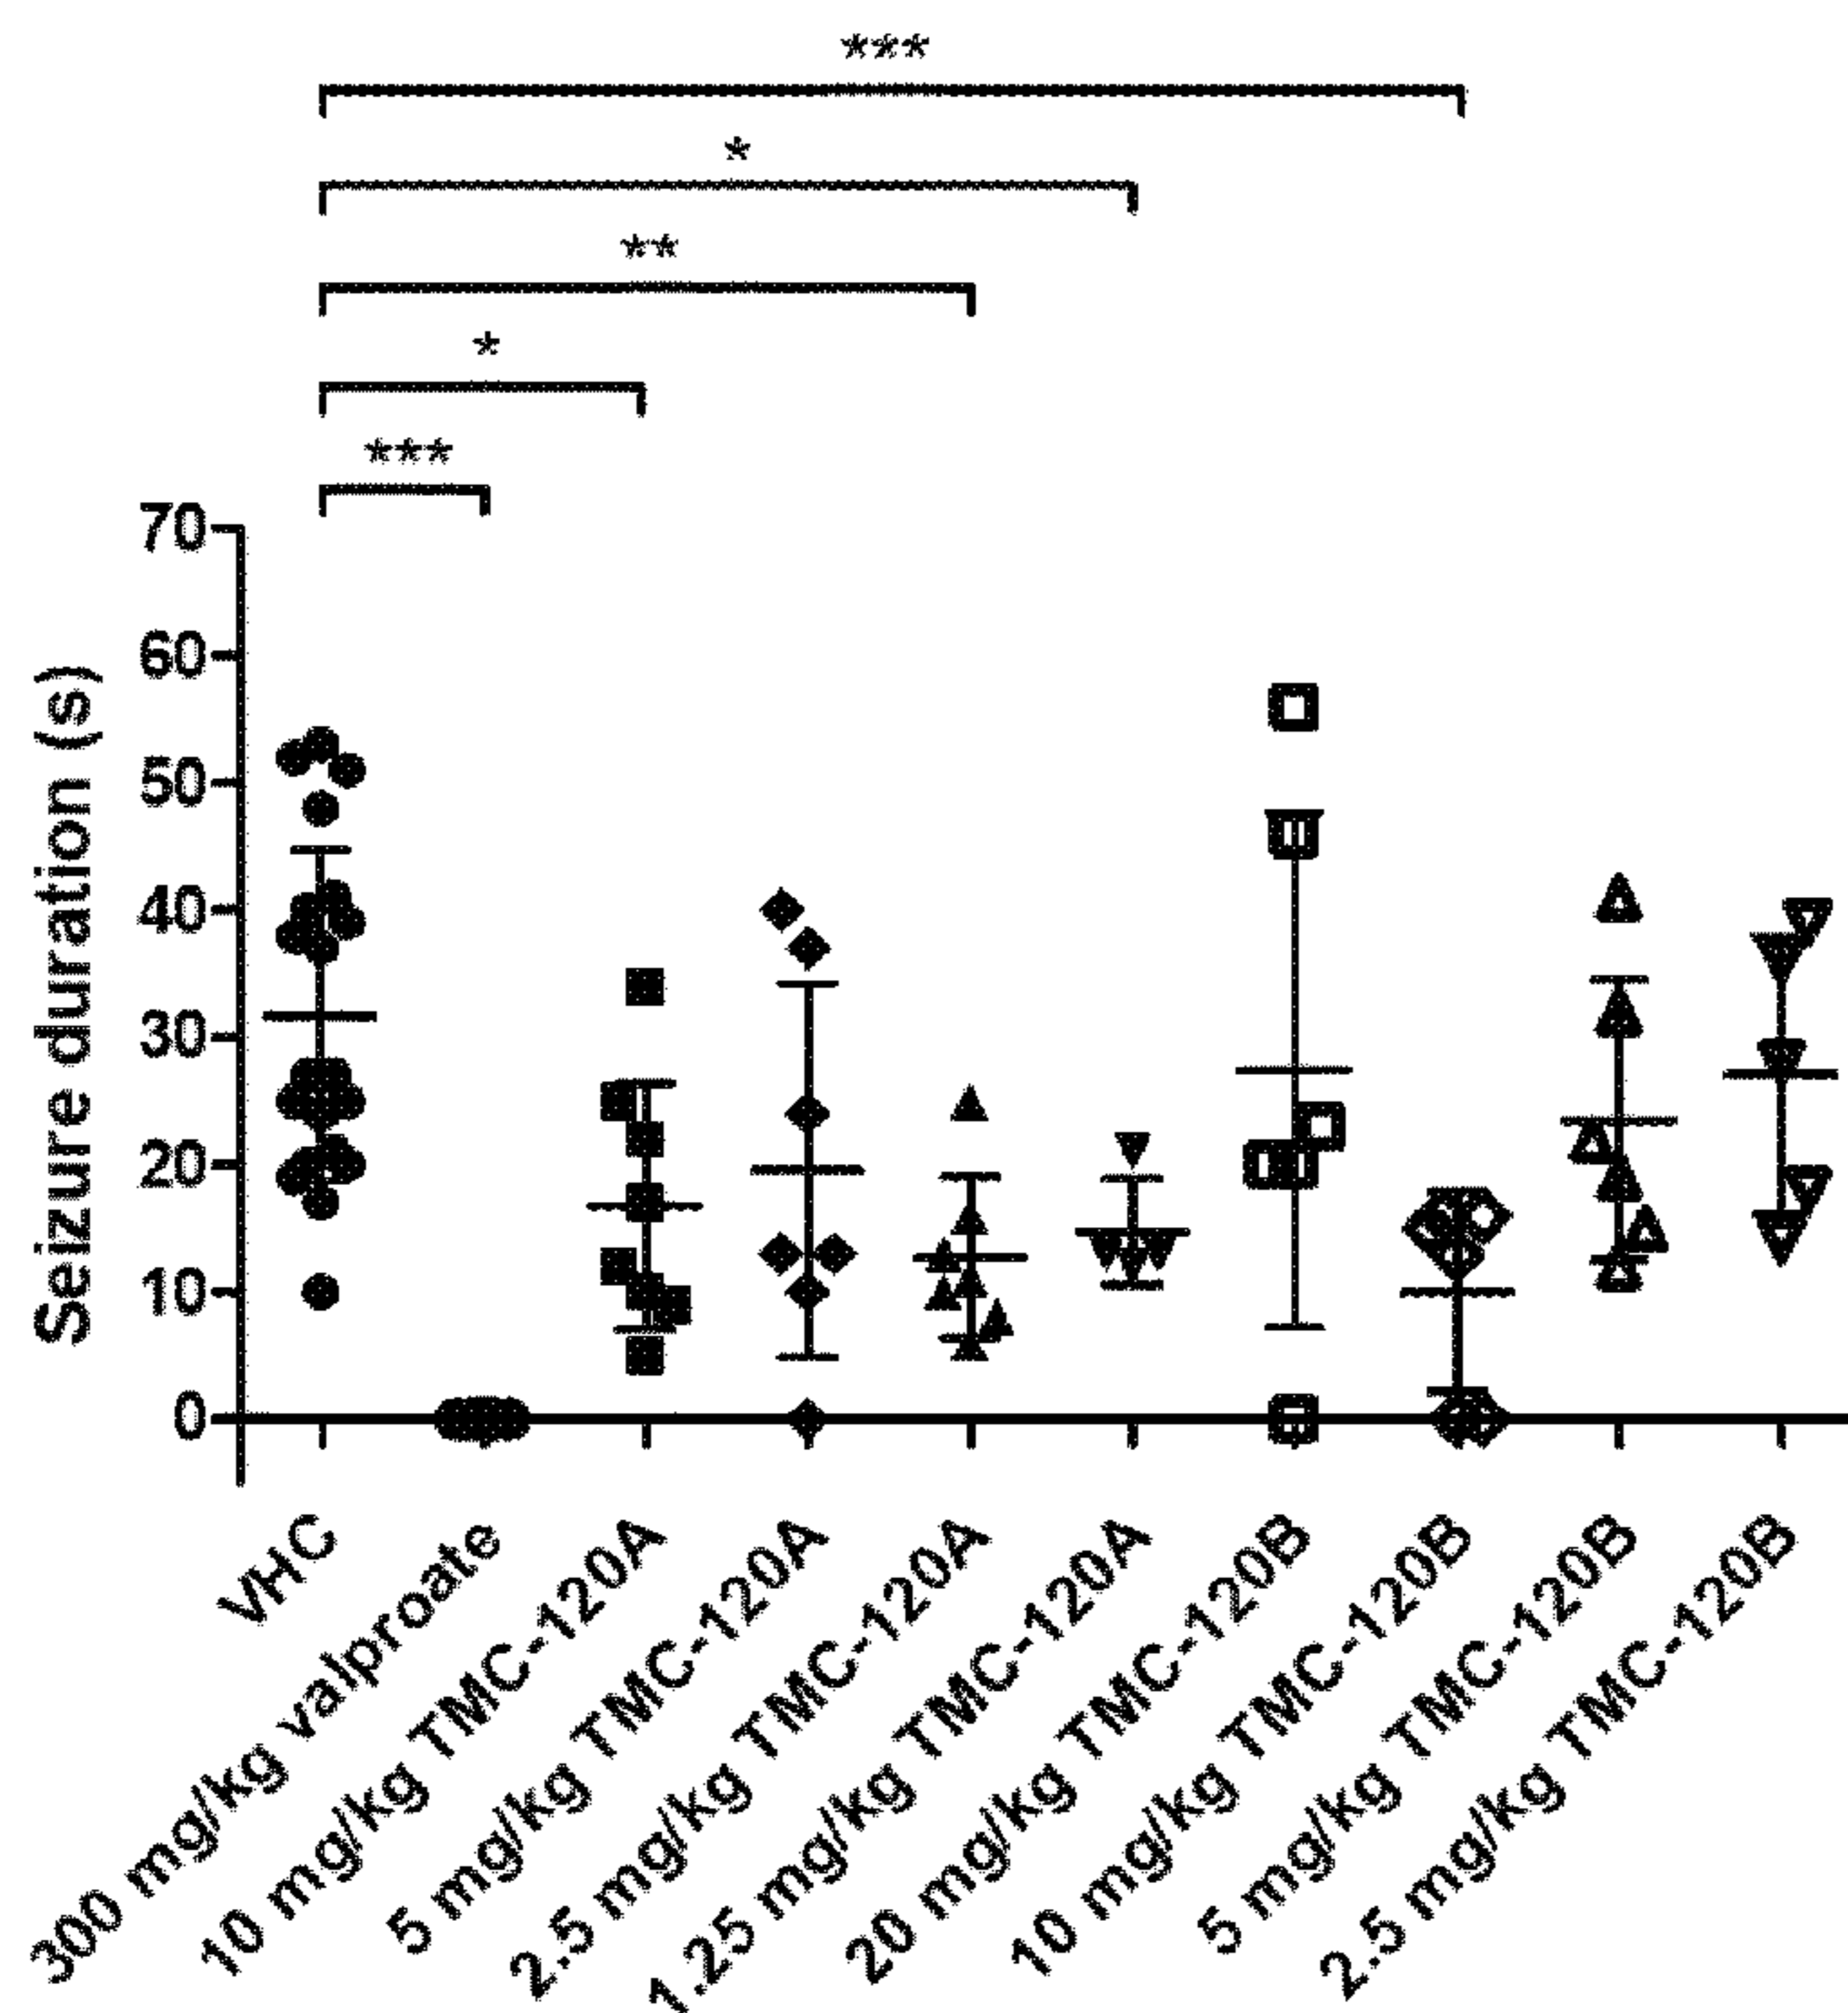 ***
*
**
*
***
70
60
50
40
30
20
10
0
Seizure duration (s)
VHC
300 mg/kg valproate
10 mg/kg TMC-120A
5 mg/kg TMC-120A
2.5 mg/kg TMC-120A
1.25 mg/kg TMC-120A
20 mg/kg TMC-120B
10 mg/kg TMC-120B
5 mg/kg TMC-120B
2.5 mg/kg TMC-120B